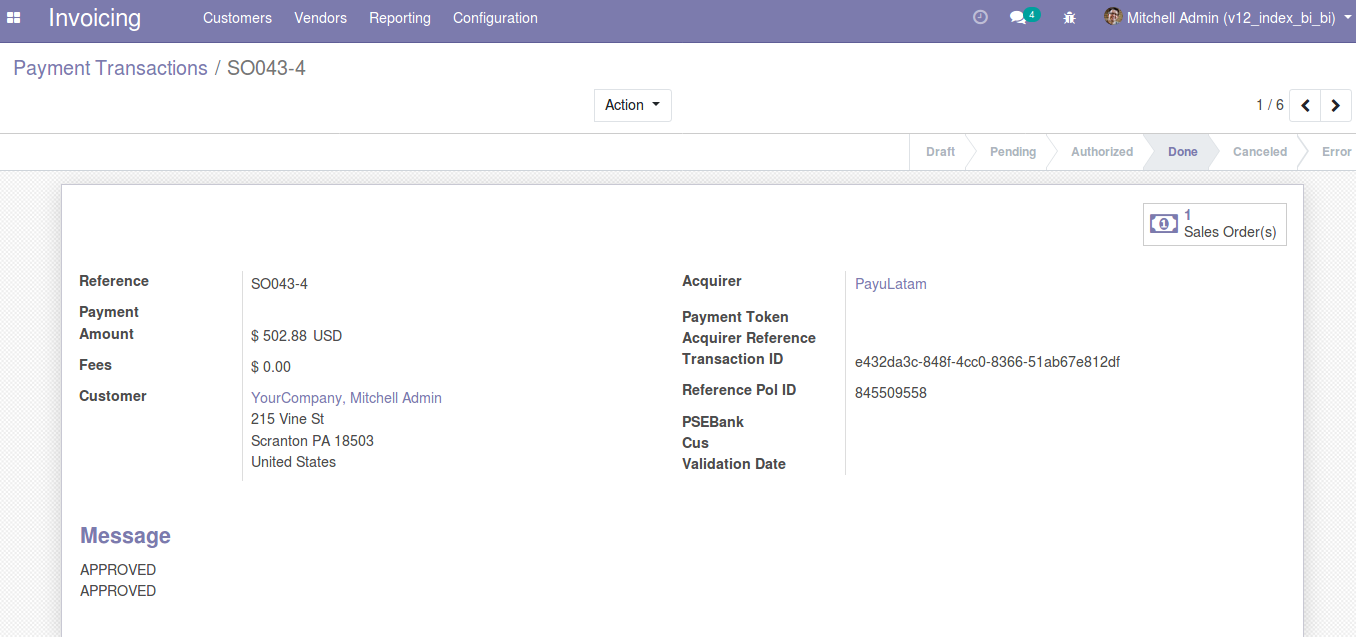 Invoicing Customers Vendors Reporting Configuration 4 Mitchell Admin (v12_index_bi_bi)
Payment Transactions / SO043-4
Action 1 / 6
Draft Pending Authorized Done Canceled Error
1
Sales Order(s)
Reference SO043-4
Payment
Amount $ 502.88 USD
Fees $ 0.00
Customer YourCompany, Mitchell Admin
215 Vine St
Scranton PA 18503
United States
Acquirer PayuLatam
Payment Token
Acquirer Reference
Transaction ID e432da3c-848f-4cc0-8366-51ab67e812df
Reference Pol ID 845509558
PSEBank
Cus
Validation Date
Message
APPROVED
APPROVED